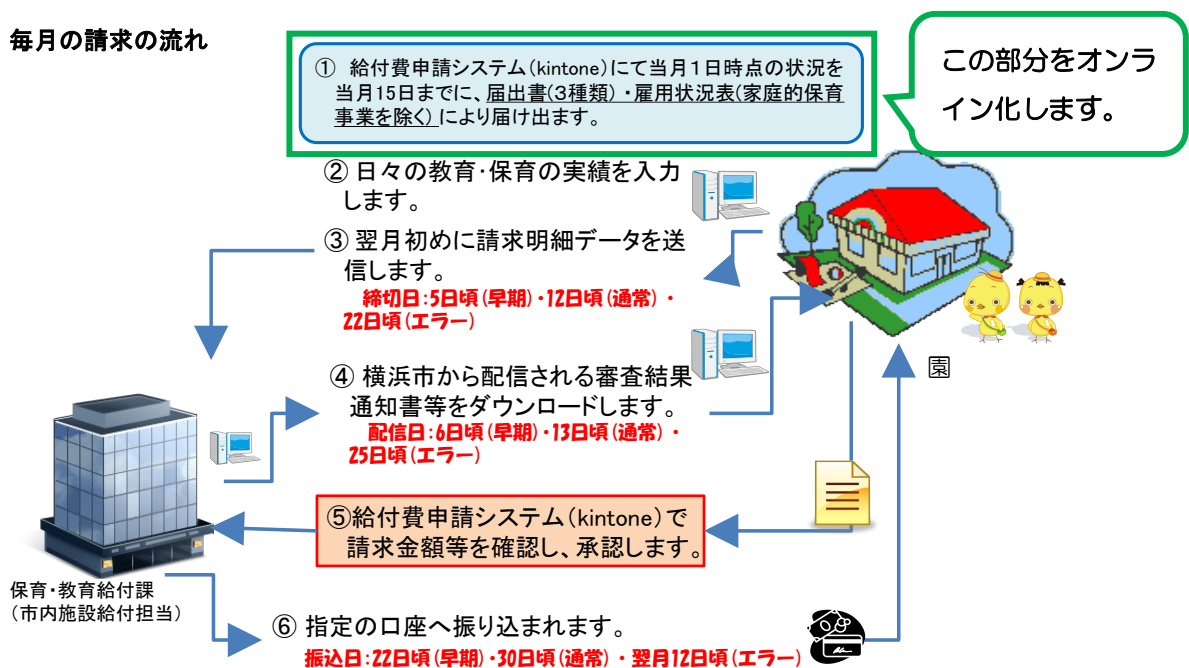 毎月の請求の流れ
① 給付費申請システム（kintone）にて当月１日時点の状況を
当月15日までに、届出書（３種類）・雇用状況表（家庭的保育
事業を除く）により届け出ます。
この部分をオンラ
イン化します。
② 日々の教育・保育の実績を入力
します。
③ 翌月初めに請求明細データを送
信します。
締切日：5日頃（早期）・12日頃（通常）・
22日頃（エラー）
④ 横浜市から配信される審査結果
通知書等をダウンロードします。
配信日：6日頃（早期）・13日頃（通常）・
25日頃（エラー）
園
⑤給付費申請システム（kintone）で
請求金額等を確認し、承認します。
保育・教育給付課
（市内施設給付担当）
⑥ 指定の口座へ振り込まれます。
振込日：22日頃（早期）・30日頃（通常）・翌月12日頃（エラー）